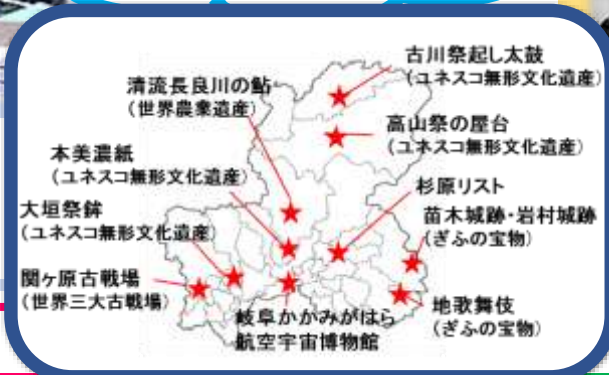 古川祭起し太鼓
(ユネスコ無形文化遺産)
清流長良川の鮎
(世界農業遺産)
高山祭の屋台
(ユネスコ無形文化遺産)
本美濃紙
(ユネスコ無形文化遺産)
杉原リスト
大垣祭軕
(ユネスコ無形文化遺産)
苗木城跡・岩村城跡
(ぎふの宝物)
関ヶ原古戦場
(世界三大古戦場)
岐阜かかみがはら
航空宇宙博物館
地歌舞伎
(ぎふの宝物)